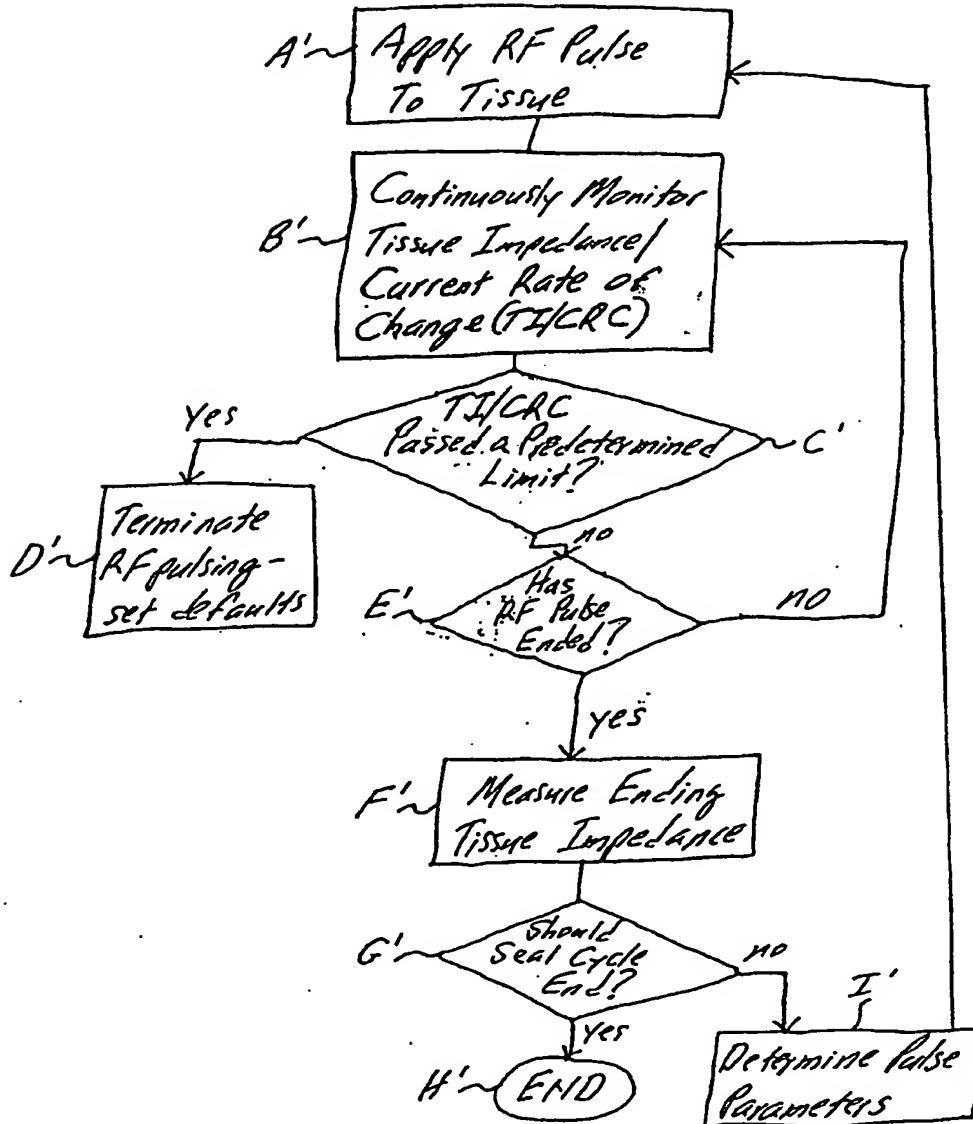 A'
Apply RF Pulse
To Tissue
B'
Continuously Monitor
Tissue Impedance/
Current Rate of
Change (TI/CRC)
yes
TI/CRC
Passed a Predetermined
Limit?
C'
D'
Terminate
RF pulsing-
set defaults
no
E'
Has
RF Pulse
Ended?
no
yes
F'
Measure Ending
Tissue Impedance
G'
Should
Seal Cycle
End?
no
I'
yes
H'
END
Determine Pulse
Parameters